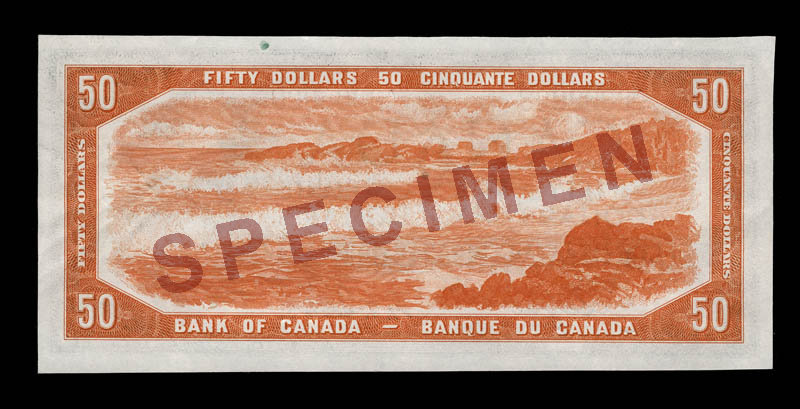 FIFTY DOLLARS 50 CINQUANTE DOLLARS
50
50
FIFTY DOLLARS
CINQUANTE DOLLARS
SPECIMEN
50
50
BANK OF CANADA – BANQUE DU CANADA